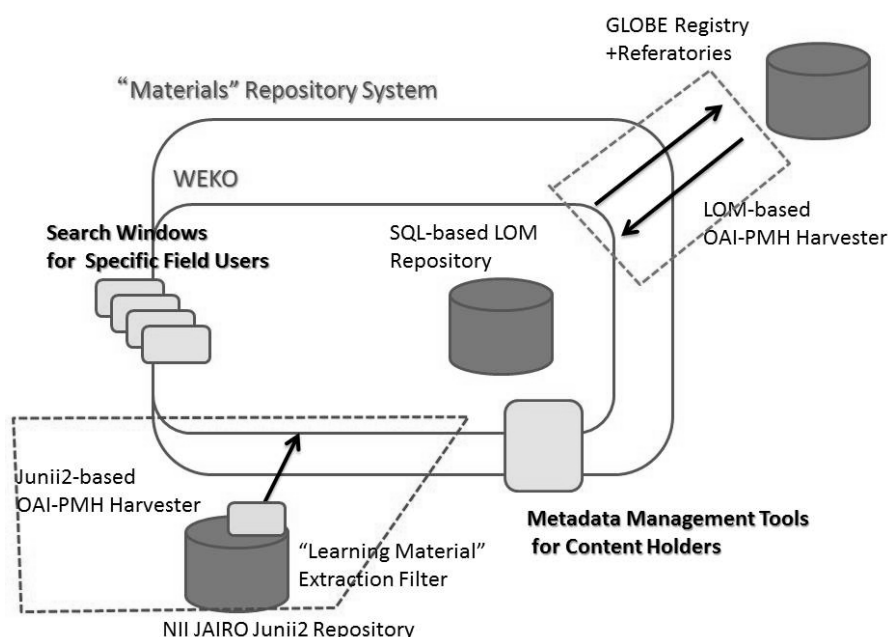 GLOBE Registry
+Referatories
“Materials” Repository System
WEKO
Search Windows
for Specific Field Users
SQL-based LOM
Repository
LOM-based
OAI-PMH Harvester
Junii2-based
OAI-PMH Harvester
“Learning Material”
Extraction Filter
Metadata Management Tools
for Content Holders
NII JAIRO Junii2 Repository